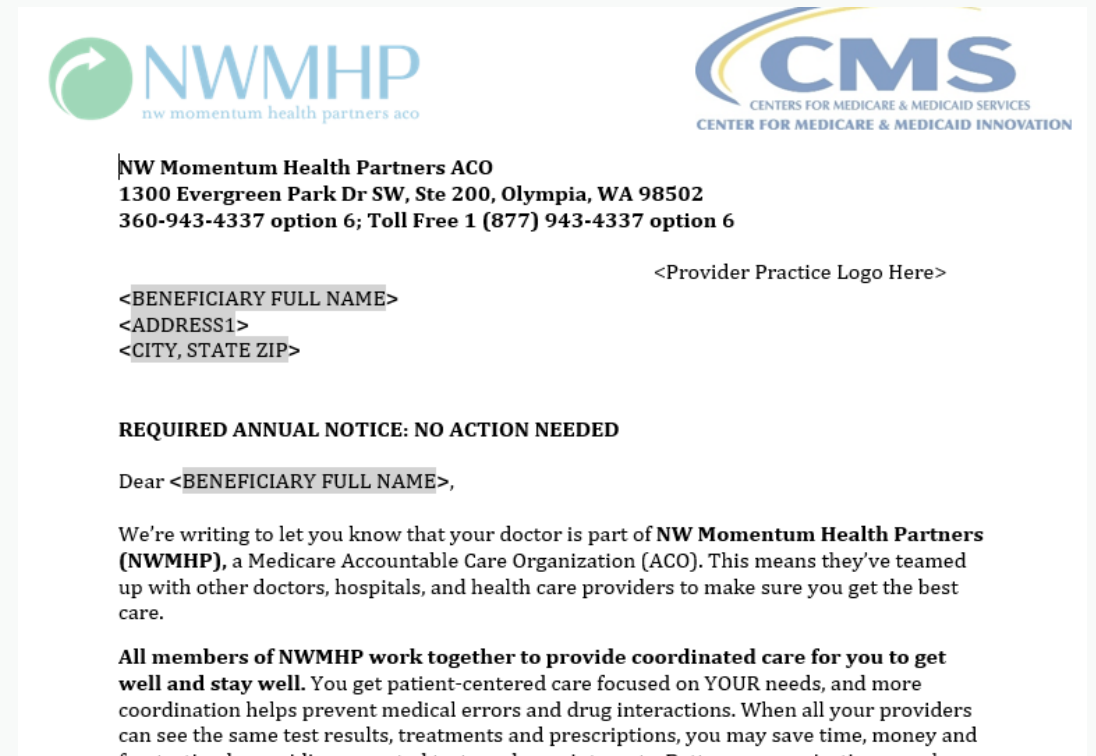 NWMHP
nw momentum health partners aco
CMS
CENTERS FOR MEDICARE & MEDICAID SERVICES
CENTER FOR MEDICARE & MEDICAID INNOVATION
NW Momentum Health Partners ACO
1300 Evergreen Park Dr SW, Ste 200, Olympia, WA 98502
360-943-4337 option 6; Toll Free 1 (877) 943-4337 option 6
<Provider Practice Logo Here>
<BENEFICIARY FULL NAME>
<ADDRESS1>
<CITY, STATE ZIP>
REQUIRED ANNUAL NOTICE: NO ACTION NEEDED
Dear <BENEFICIARY FULL NAME>,
We’re writing to let you know that your doctor is part of NW Momentum Health Partners
(NWMHP), a Medicare Accountable Care Organization (ACO). This means they’ve teamed
up with other doctors, hospitals, and health care providers to make sure you get the best
care.
All members of NWMHP work together to provide coordinated care for you to get
well and stay well. You get patient-centered care focused on YOUR needs, and more
coordination helps prevent medical errors and drug interactions. When all your providers
can see the same test results, treatments and prescriptions, you may save time, money and